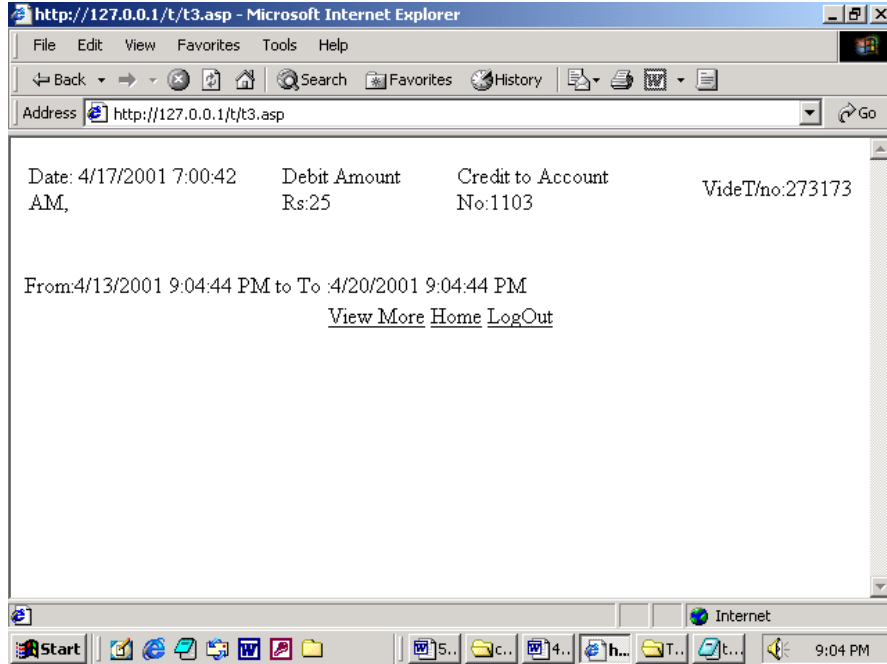 http://127.0.0.1/t/t3.asp - Microsoft Internet Explorer
File Edit View Favorites Tools Help
Back Search Favorites History
Address http://127.0.0.1/t/t3.asp Go
Date: 4/17/2001 7:00:42 AM,
Debit Amount Rs:25
Credit to Account No:1103
VideT/no:273173
From:4/13/2001 9:04:44 PM to To :4/20/2001 9:04:44 PM
View More Home LogOut
Internet
Start 5.. c.. 4.. h... T.. t... 9:04 PM